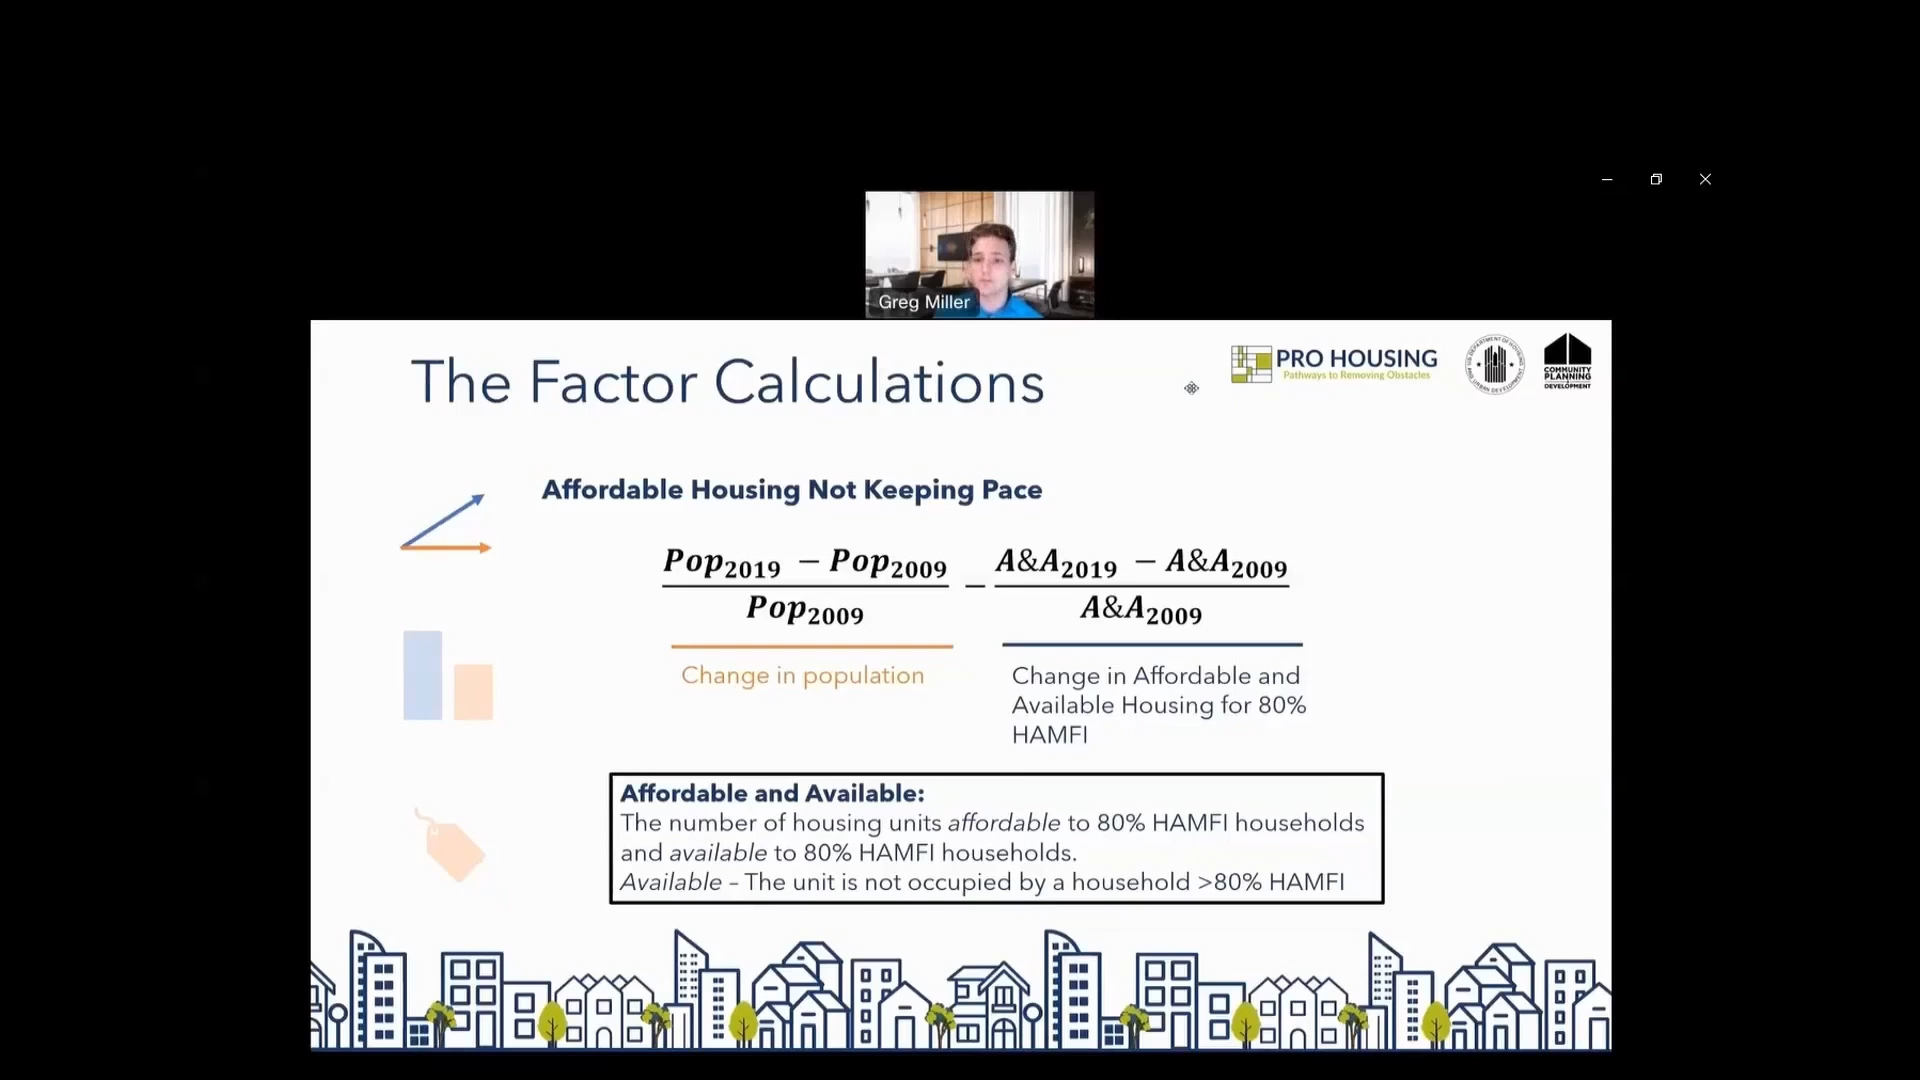 Greg Miller
The Factor Calculations
PRO HOUSING
Pathways to Removing Obstacles
COMMUNITY
PLANNING
DEVELOPMENT
Affordable Housing Not Keeping Pace
Pop2019 − Pop2009
Pop2009
−
A&A2019 − A&A2009
A&A2009
Change in population
Change in Affordable and
Available Housing for 80%
HAMFI
Affordable and Available:
The number of housing units affordable to 80% HAMFI households
and available to 80% HAMFI households.
Available – The unit is not occupied by a household >80% HAMFI